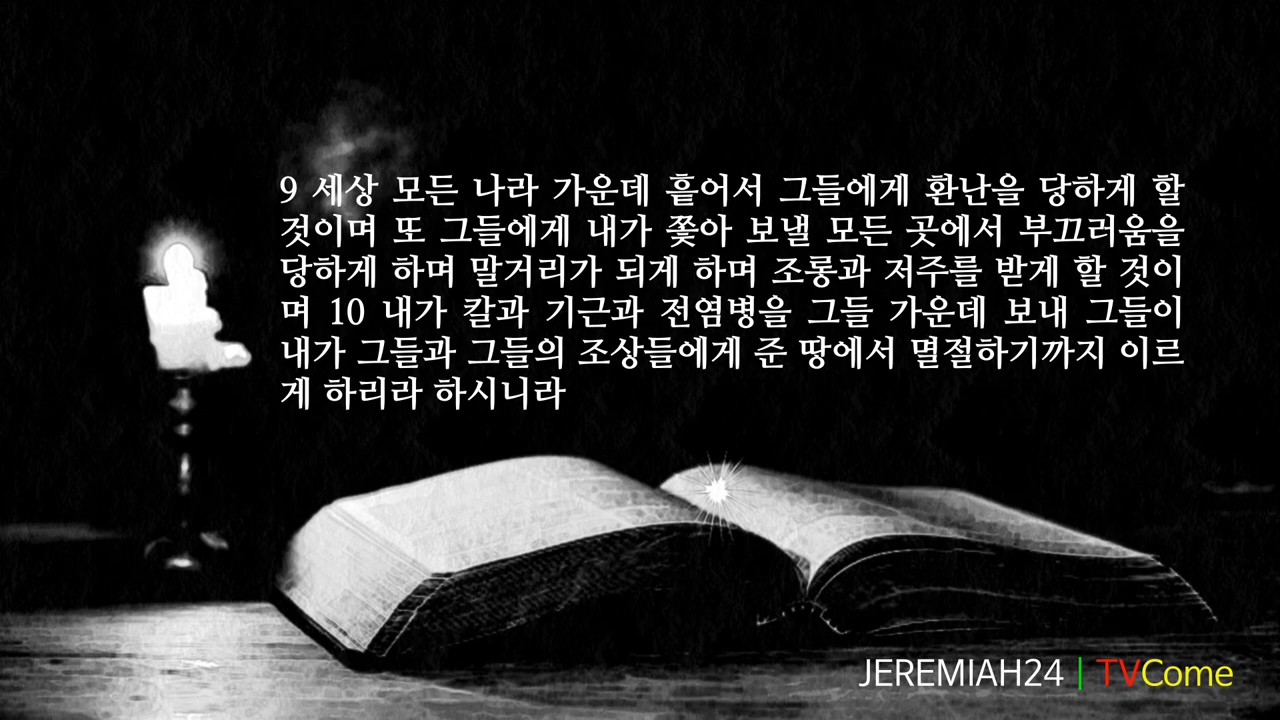 9 세상 모든 나라 가운데 흩어서 그들에게 환난을 당하게 할
것이며 또 그들에게 내가 쫓아 보낼 모든 곳에서 부끄러움을
당하게 하며 말거리가 되게 하며 조롱과 저주를 받게 할 것이
며 10 내가 칼과 기근과 전염병을 그들 가운데 보내 그들이
내가 그들과 그들의 조상들에게 준 땅에서 멸절하기까지 이르
게 하리라 하시니라
JEREMIAH24 | TVCome